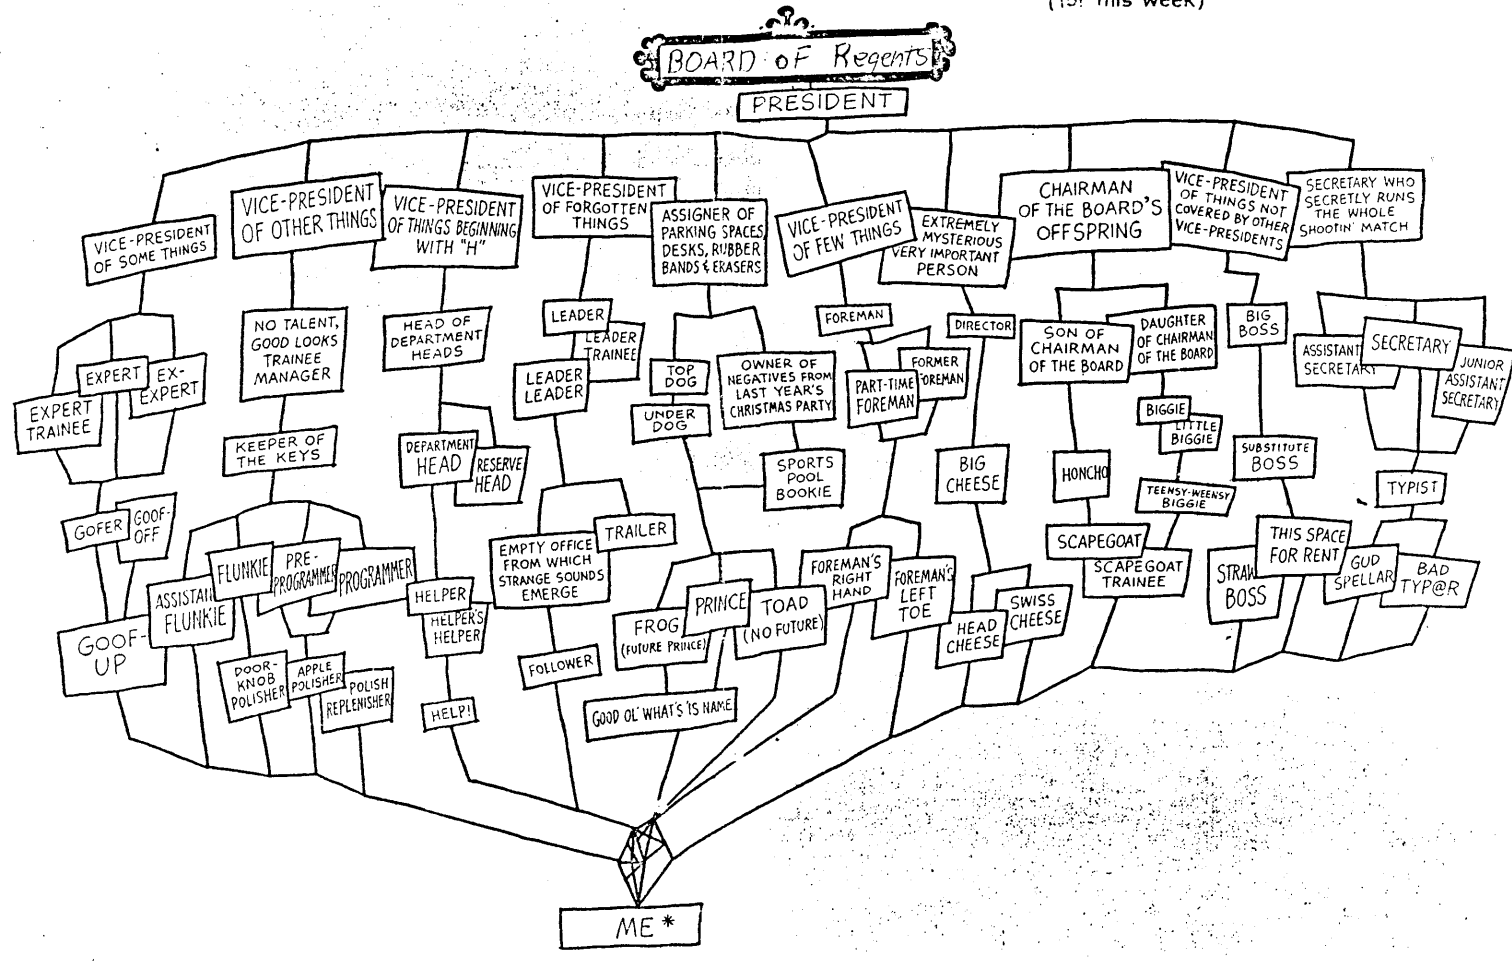 (for this week)
BOARD OF Regents
PRESIDENT
VICE-PRESIDENT
OF SOME THINGS
VICE-PRESIDENT
OF OTHER THINGS
VICE-PRESIDENT
OF THINGS BEGINNING
WITH "H"
VICE-PRESIDENT
OF FORGOTTEN
THINGS
ASSIGNER OF
PARKING SPACES,
DESKS, RUBBER
BANDS & ERASERS
VICE-PRESIDENT
OF FEW THINGS
EXTREMELY
MYSTERIOUS
VERY IMPORTANT
PERSON
CHAIRMAN
OF THE BOARD'S
OFFSPRING
VICE-PRESIDENT
OF THINGS NOT
COVERED BY OTHER
VICE-PRESIDENTS
SECRETARY WHO
SECRETLY RUNS
THE WHOLE
SHOOTIN' MATCH
EXPERT
EX-
EXPERT
EXPERT
TRAINEE
NO TALENT,
GOOD LOOKS
TRAINEE
MANAGER
HEAD OF
DEPARTMENT
HEADS
LEADER
LEADER
TRAINEE
LEADER
LEADER
TOP
DOG
UNDER
DOG
OWNER OF
NEGATIVES FROM
LAST YEAR'S
CHRISTMAS PARTY
FOREMAN
FORMER
FOREMAN
PART-TIME
FOREMAN
DIRECTOR
SON OF
CHAIRMAN
OF THE BOARD
DAUGHTER
OF CHAIRMAN
OF THE BOARD
BIG
BOSS
ASSISTANT
SECRETARY
SECRETARY
JUNIOR
ASSISTANT
SECRETARY
KEEPER OF
THE KEYS
DEPARTMENT
HEAD
RESERVE
HEAD
SPORTS
POOL
BOOKIE
BIG
CHEESE
BIGGIE
LITTLE
BIGGIE
HONCHO
TEENSY-WEENSY
BIGGIE
SUBSTITUTE
BOSS
TYPIST
GOFER
GOOF-
OFF
FLUNKIE
PRE-
PROGRAMMER
PROGRAMMER
ASSISTANT
FLUNKIE
HELPER
HELPER'S
HELPER
EMPTY OFFICE
FROM WHICH
STRANGE SOUNDS
EMERGE
TRAILER
FROG
(FUTURE PRINCE)
PRINCE
TOAD
(NO FUTURE)
FOREMAN'S
RIGHT
HAND
FOREMAN'S
LEFT
TOE
HEAD
CHEESE
SWISS
CHEESE
SCAPEGOAT
SCAPEGOAT
TRAINEE
STRAW
BOSS
THIS SPACE
FOR RENT
GUD
SPELLAR
BAD
TYP@R
GOOF-
UP
DOOR-
KNOB
POLISHER
APPLE
POLISHER
POLISH
REPLENISHER
HELP!
FOLLOWER
GOOD OL' WHAT'S 'IS NAME
ME *